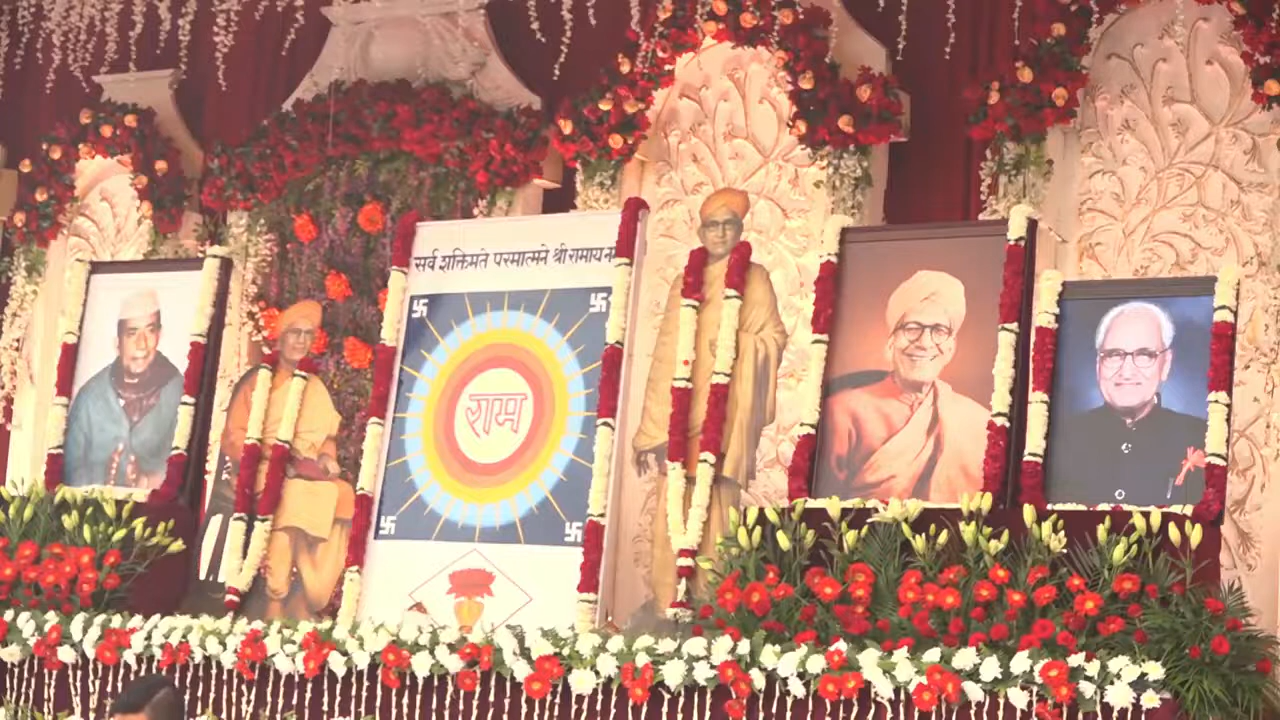 सर्व शक्तिमते परमात्मने श्री रामाय
राम